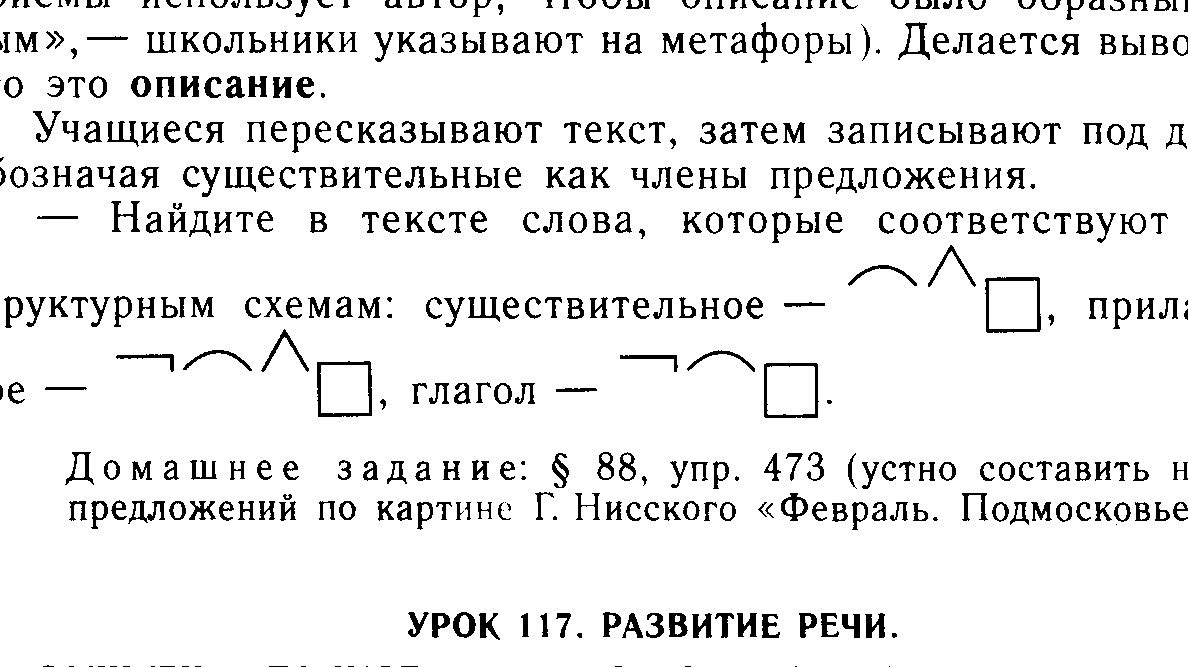 ым»,— школьники указывают на метафоры). Делается выво
о это описание.
Учащиеся пересказывают текст, затем записывают под д
бозначая существительные как члены предложения.
— Найдите в тексте слова, которые соответствуют
руктурным схемам: существительное — , прила
ое — , глагол — .
Домашнее задание: § 88, упр. 473 (устно составить н
предложений по картине Г. Нисского «Февраль. Подмосковье
УРОК 117. РАЗВИТИЕ РЕЧИ.